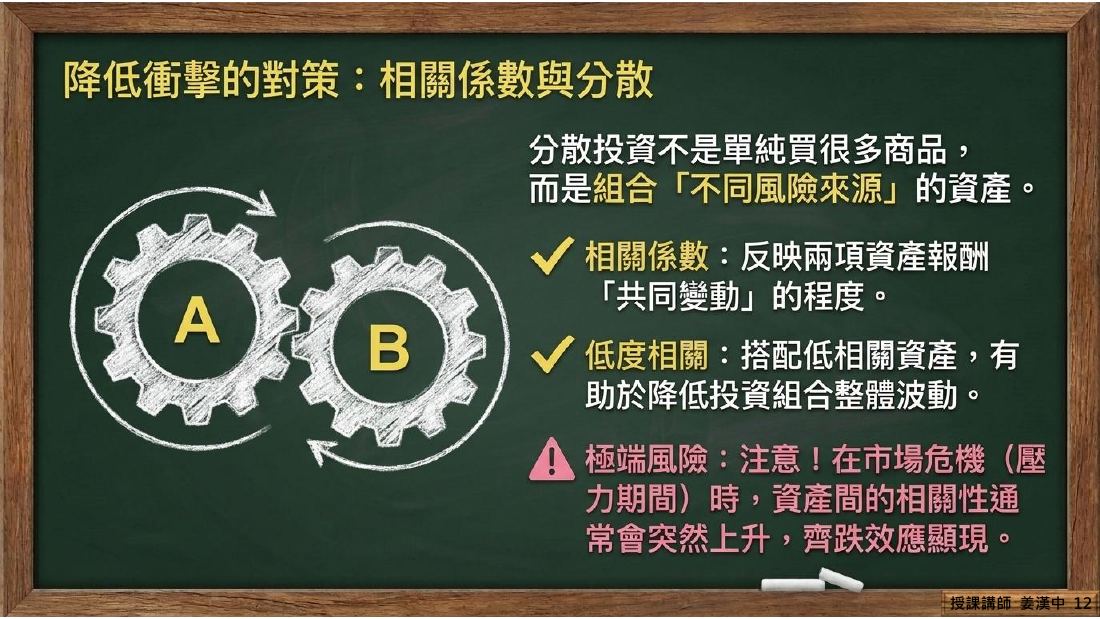 降低衝擊的對策：相關係數與分散
分散投資不是單純買很多商品，
而是組合「不同風險來源」的資產。
相關係數：反映兩項資產報酬
「共同變動」的程度。
低度相關：搭配低相關資產，有
助於降低投資組合整體波動。
極端風險：注意！在市場危機（壓
力期間）時，資產間的相關性通
常會突然上升，齊跌效應顯現。
A
B
授課講師 姜漢中 12